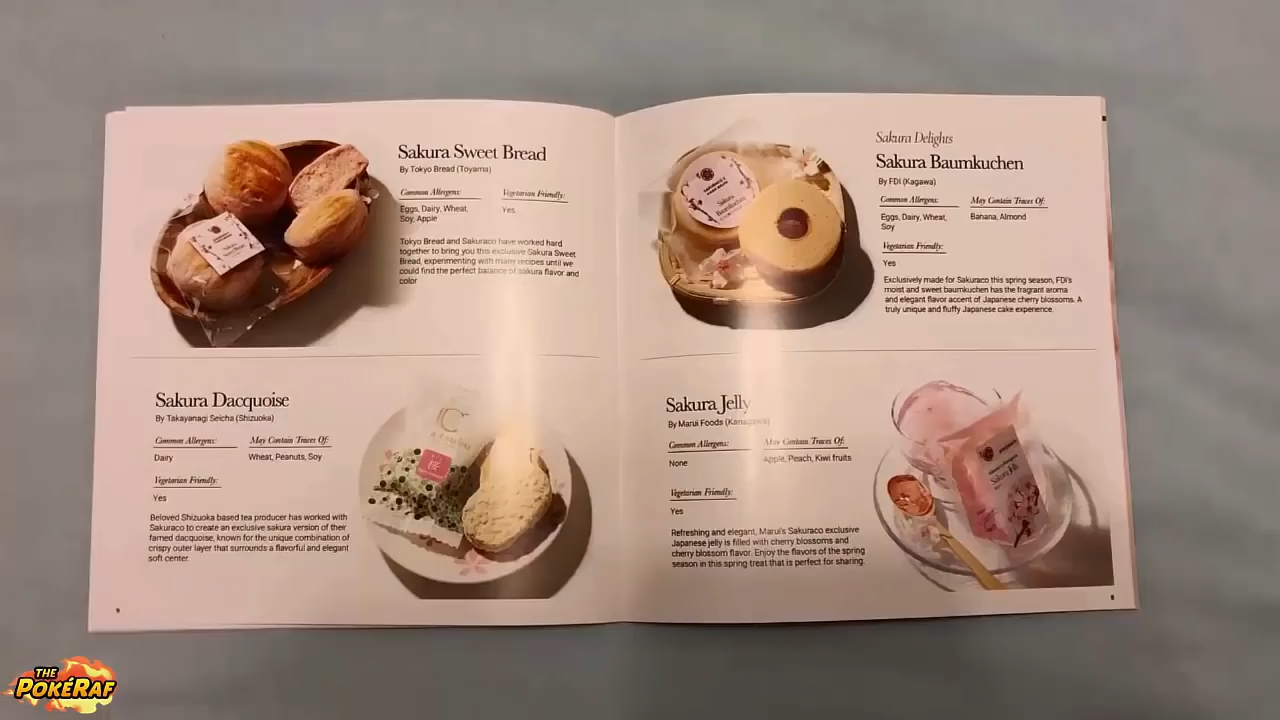 Sakura Sweet Bread
By Tokyo Bread (Toyama)
Common Allergens:
Vegetarian Friendly:
Eggs, Dairy, Wheat,
Soy, Apple
Yes
Tokyo Bread and Sakuraco have worked hard
together to bring you this exclusive Sakura Sweet
Bread, experimenting with many recipes until we
could find the perfect balance of sakura flavor and
color
Sakura Dacquoise
By Takayanagi Seicha (Shizuoka)
Common Allergens:
May Contain Traces Of:
Dairy
Wheat, Peanuts, Soy
Vegetarian Friendly:
Yes
Beloved Shizuoka based tea producer has worked with
Sakuraco to create an exclusive sakura version of their
famed dacquoise, known for the unique combination of
crispy outer layer that surrounds a flavorful and elegant
soft center.
桜
9
Sakura Delights
Sakura Baumkuchen
By FDI (Kagawa)
Common Allergens:
May Contain Traces Of:
Eggs, Dairy, Wheat,
Soy
Banana, Almond
Vegetarian Friendly:
Yes
Exclusively made for Sakuraco this spring season, FDI's
moist and sweet baumkuchen has the fragrant aroma
and elegant flavor accent of Japanese cherry blossoms. A
truly unique and fluffy Japanese cake experience.
Sakura
Baumkuchen
Sakura Jelly
By Marui Foods (Kanagawa)
Common Allergens:
May Contain Traces Of:
None
Apple, Peach, Kiwi fruits
Vegetarian Friendly:
Yes
Refreshing and elegant, Marui's Sakuraco exclusive
Japanese jelly is filled with cherry blossoms and
cherry blossom flavor. Enjoy the flavors of the spring
season in this spring treat that is perfect for sharing.
Sakura Jelly
THE
POKÉRAF